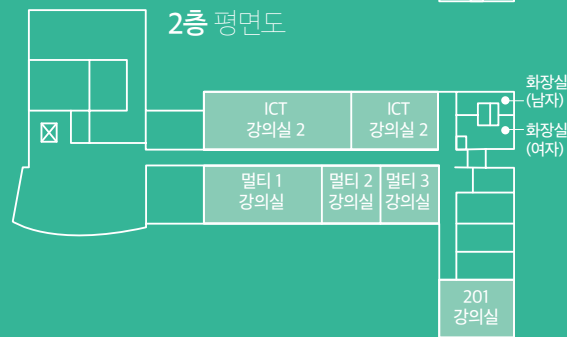 2층 평면도
화장실
(남자)
화장실
(여자)
ICT
강의실 2
ICT
강의실 2
멀티 1
강의실
멀티 2
강의실
멀티 3
강의실
201
강의실